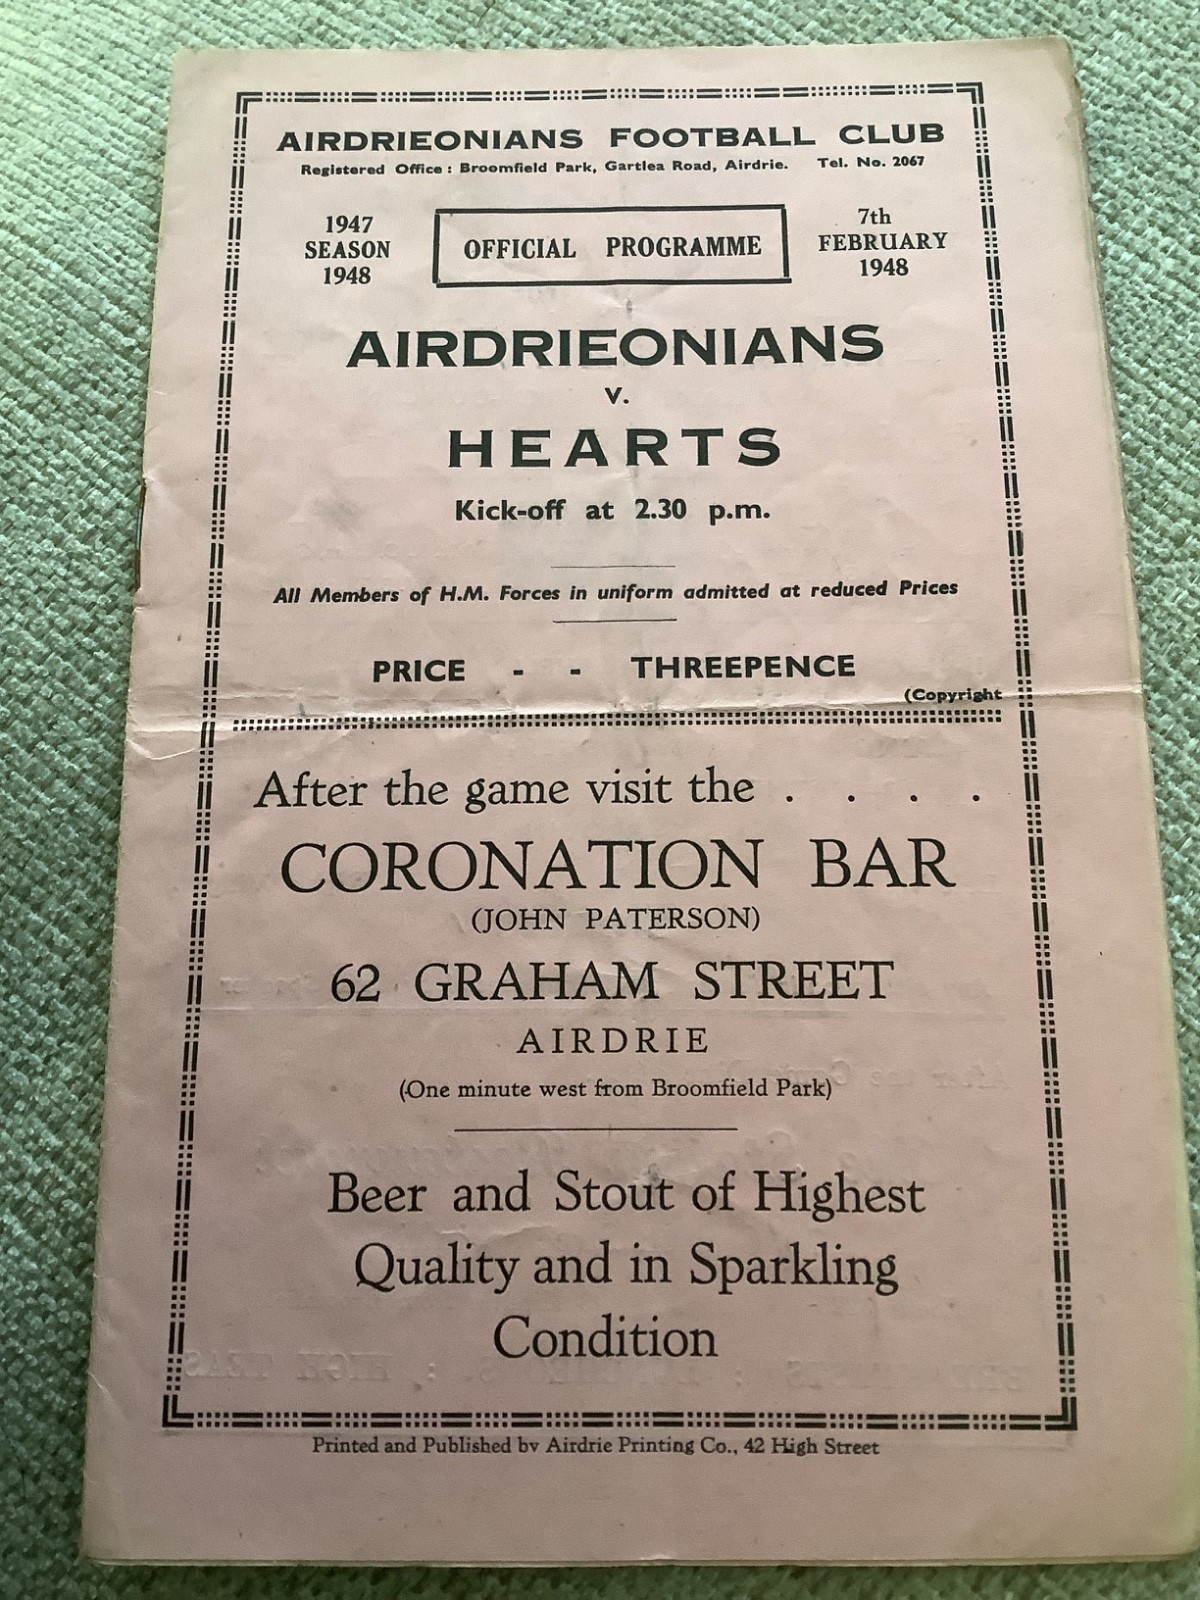 AIRDRIEONIANS FOOTBALL CLUB
Registered Office : Broomfield Park, Gartlea Road, Airdrie. Tel. No. 2067
1947
SEASON
1948
OFFICIAL PROGRAMME
7th
FEBRUARY
1948
AIRDRIEONIANS
v.
HEARTS
Kick-off at 2.30 p.m.
All Members of H.M. Forces in uniform admitted at reduced Prices
PRICE - - THREEPENCE
(Copyright
After the game visit the . . . .
CORONATION BAR
(JOHN PATERSON)
62 GRAHAM STREET
AIRDRIE
(One minute west from Broomfield Park)
Beer and Stout of Highest
Quality and in Sparkling
Condition
Printed and Published by Airdrie Printing Co., 42 High Street